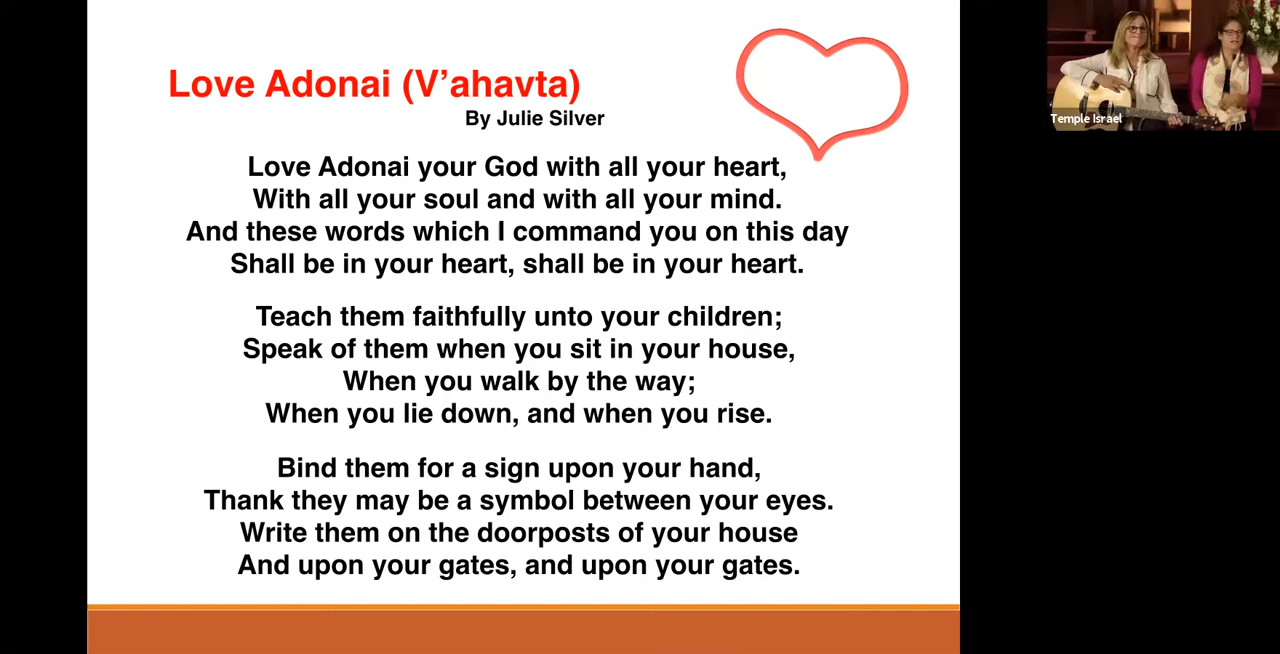 Love Adonai (V’ahavta)
By Julie Silver
Love Adonai your God with all your heart,
With all your soul and with all your mind.
And these words which I command you on this day
Shall be in your heart, shall be in your heart.
Teach them faithfully unto your children;
Speak of them when you sit in your house,
When you walk by the way;
When you lie down, and when you rise.
Bind them for a sign upon your hand,
Thank they may be a symbol between your eyes.
Write them on the doorposts of your house
And upon your gates, and upon your gates.
Temple Israel